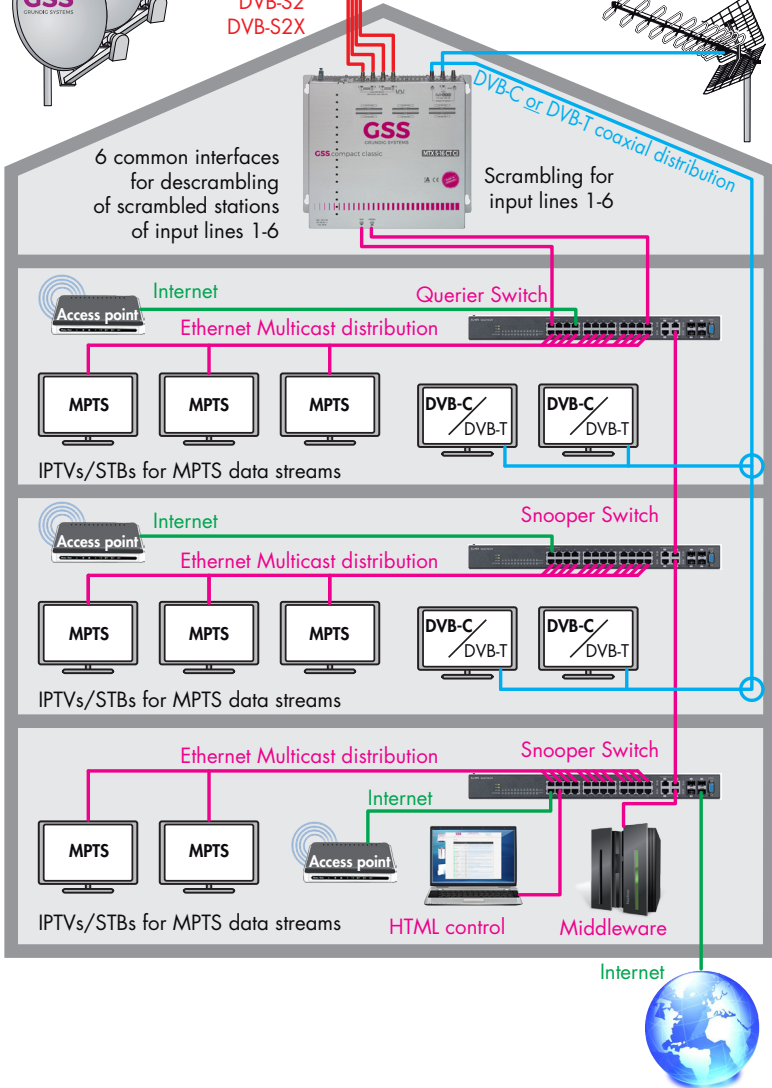 GSS
GRUNDIG SYSTEMS
DVB-S2
DVB-S2X
DVB-C or DVB-T coaxial distribution
GSS
GRUNDIG SYSTEMS
GSS.compact classic
6 common interfaces
for descrambling
of scrambled stations
of input lines 1-6
Scrambling for
input lines 1-6
Internet
Querier Switch
Access point
Ethernet Multicast distribution
MPTS
MPTS
MPTS
DVB-C
DVB-T
DVB-C
DVB-T
IPTVs/STBs for MPTS data streams
Internet
Snooper Switch
Access point
Ethernet Multicast distribution
MPTS
MPTS
MPTS
DVB-C
DVB-T
DVB-C
DVB-T
IPTVs/STBs for MPTS data streams
Ethernet Multicast distribution
Snooper Switch
Internet
MPTS
MPTS
Access point
IPTVs/STBs for MPTS data streams
HTML control
Middleware
Internet